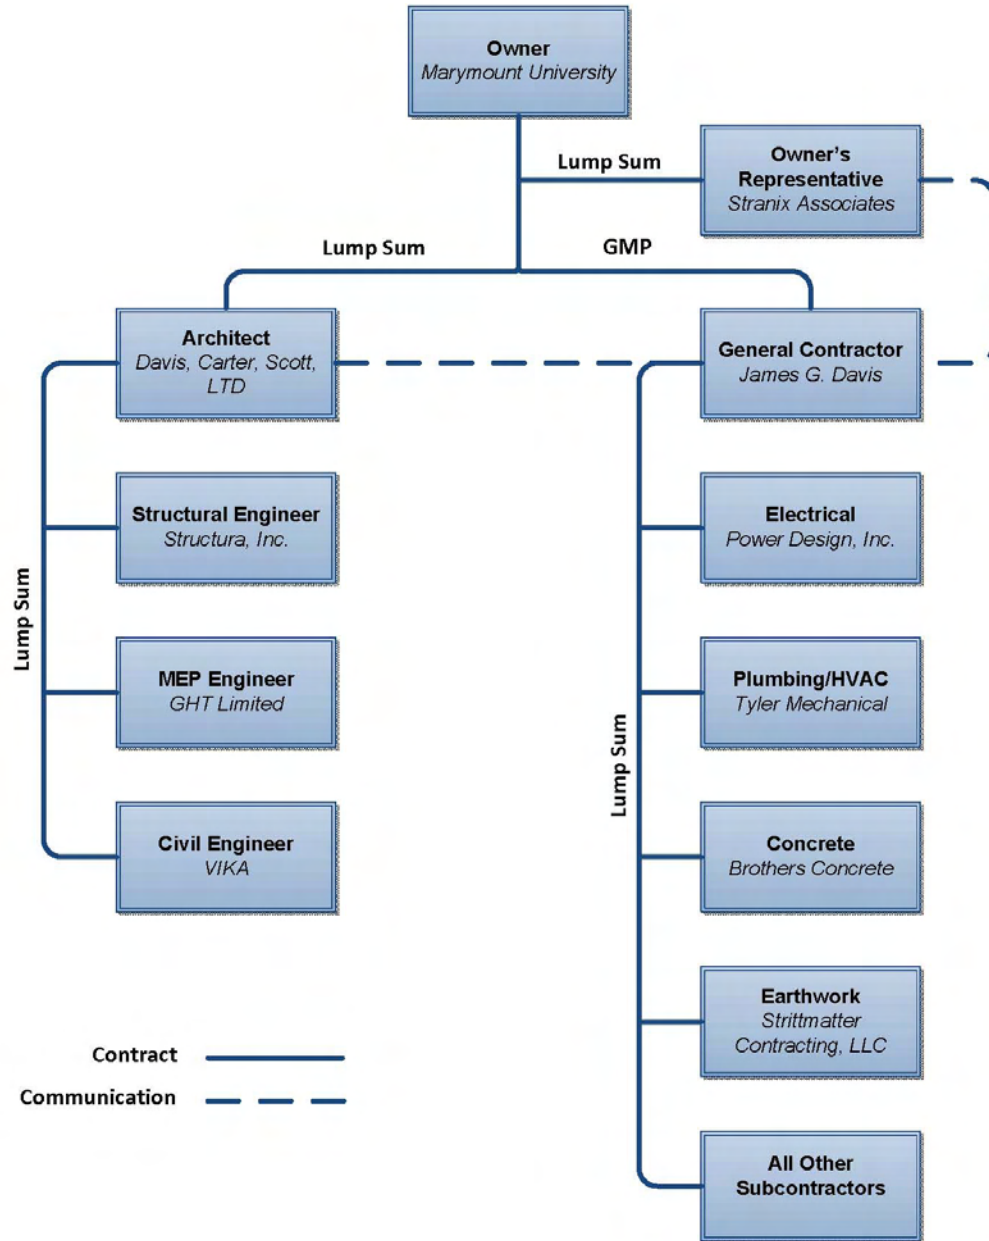 Owner
Marymount University
Lump Sum
Owner's
Representative
Stranix Associates
Lump Sum
GMP
Architect
Davis, Carter, Scott,
LTD
General Contractor
James G. Davis
Structural Engineer
Structura, Inc.
Electrical
Power Design, Inc.
Lump Sum
MEP Engineer
GHT Limited
Plumbing/HVAC
Tyler Mechanical
Lump Sum
Civil Engineer
VIKA
Concrete
Brothers Concrete
Earthwork
Strittmatter
Contracting, LLC
Contract
Communication
All Other
Subcontractors